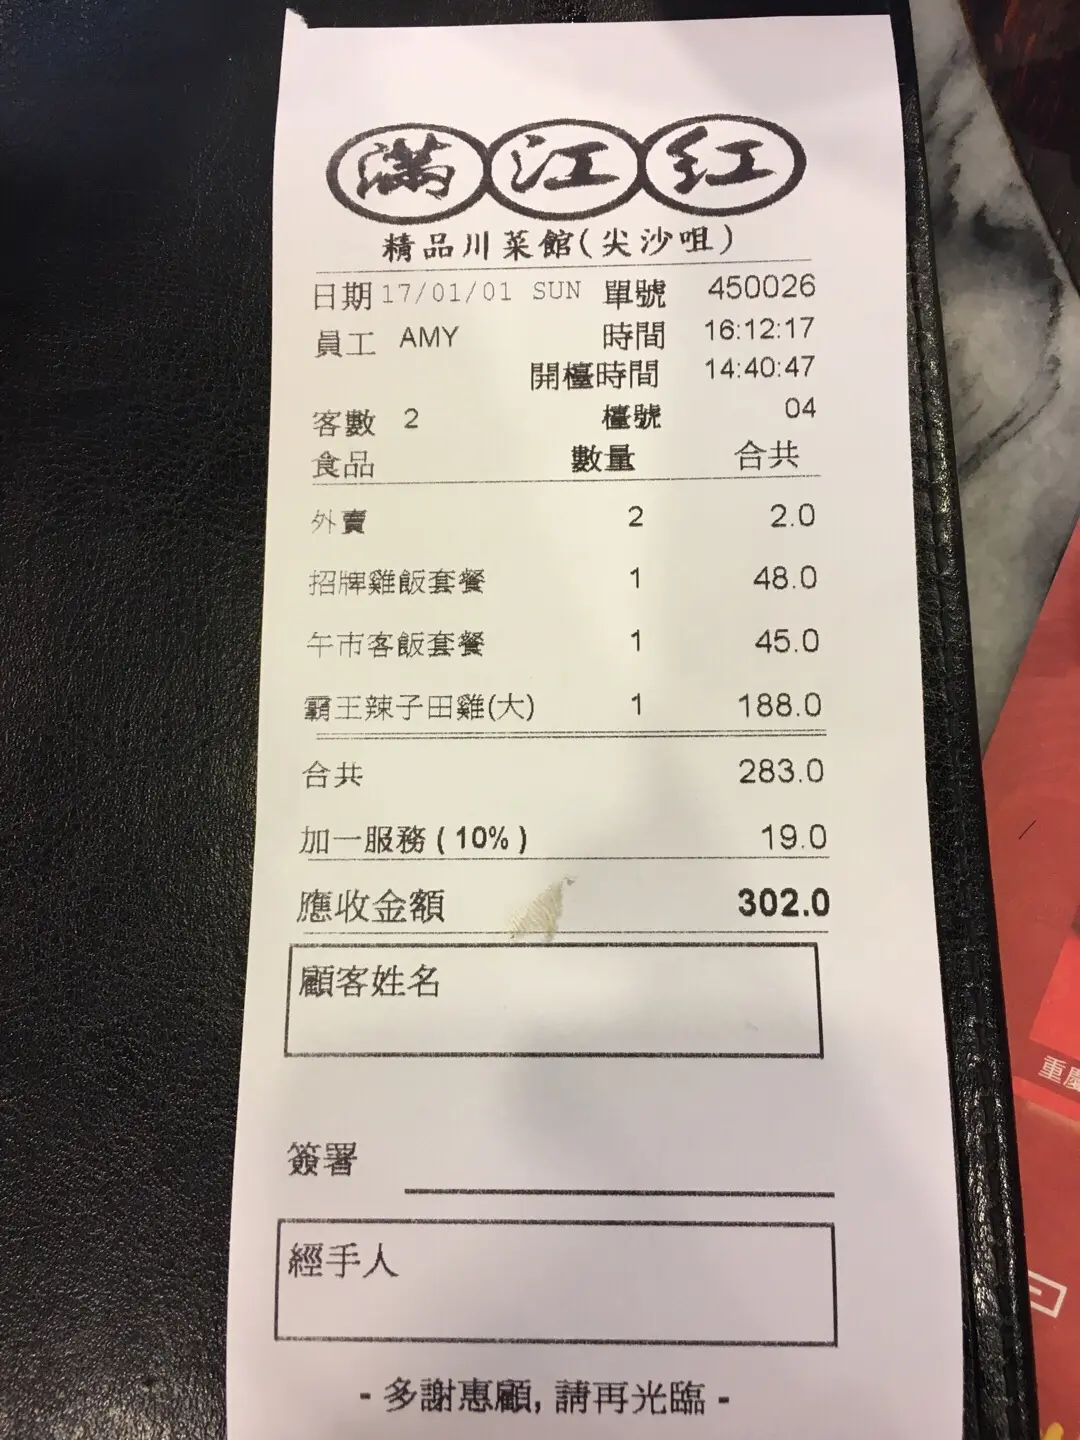 滿江紅
精品川菜館(尖沙咀)
日期 17/01/01 SUN 單號 450026
員工 AMY 時間 16:12:17
開檯時間 14:40:47
客數 2 檯號 04
食品 數量 合共
外賣 2 2.0
招牌雞飯套餐 1 48.0
午市客飯套餐 1 45.0
霸王辣子田雞(大) 1 188.0
合共 283.0
加一服務 ( 10% ) 19.0
應收金額 302.0
顧客姓名
簽署
經手人
- 多謝惠顧, 請再光臨 -
重慶